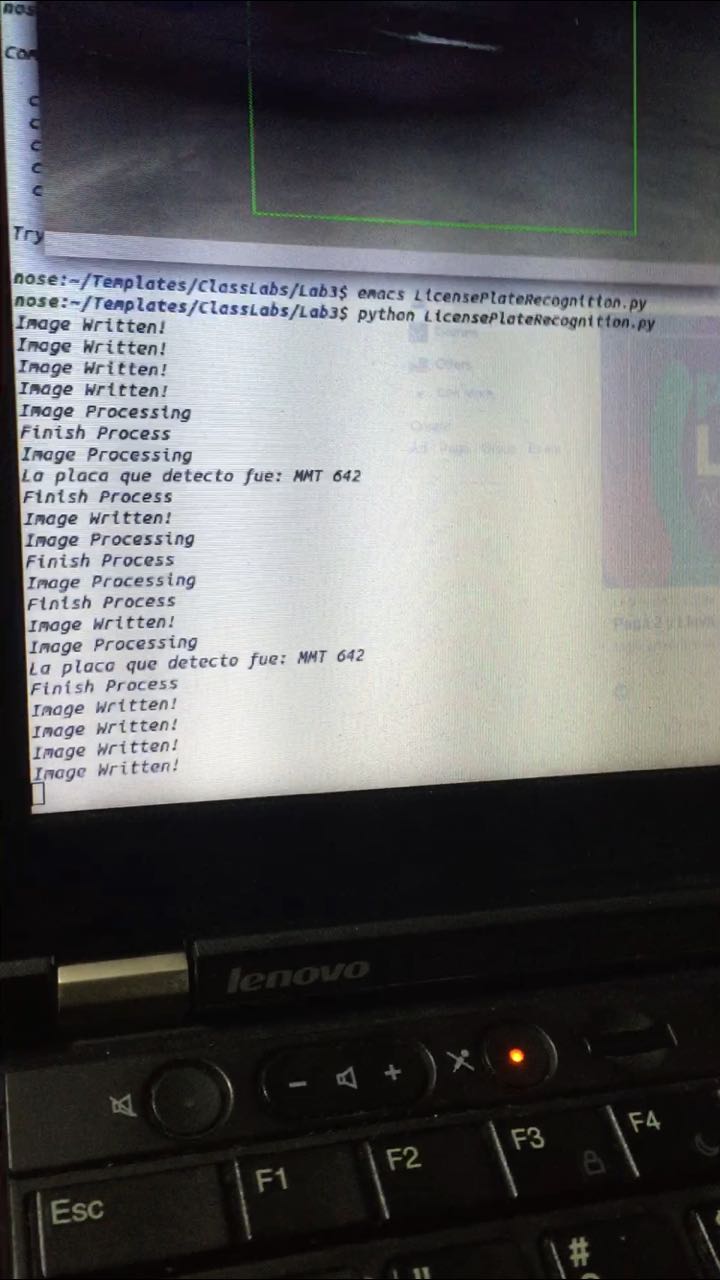 nos
Com
c
c
c
c
c
Try
nose:~/Templates/ClassLabs/Lab3$ emacs LicensePlateRecognition.py
nose:~/Templates/ClassLabs/Lab3$ python LicensePlateRecognition.py
Image Written!
Image Written!
Image Written!
Image Written!
Image Processing
Finish Process
Image Processing
La placa que detecto fue: MMT 642
Finish Process
Image Written!
Image Processing
Finish Process
Image Processing
Finish Process
Image Written!
Image Processing
La placa que detecto fue: MMT 642
Finish Process
Image Written!
Image Written!
Image Written!
Image Written!
Offers
lenovo
- +
Esc F1 F2 F3 F4
#